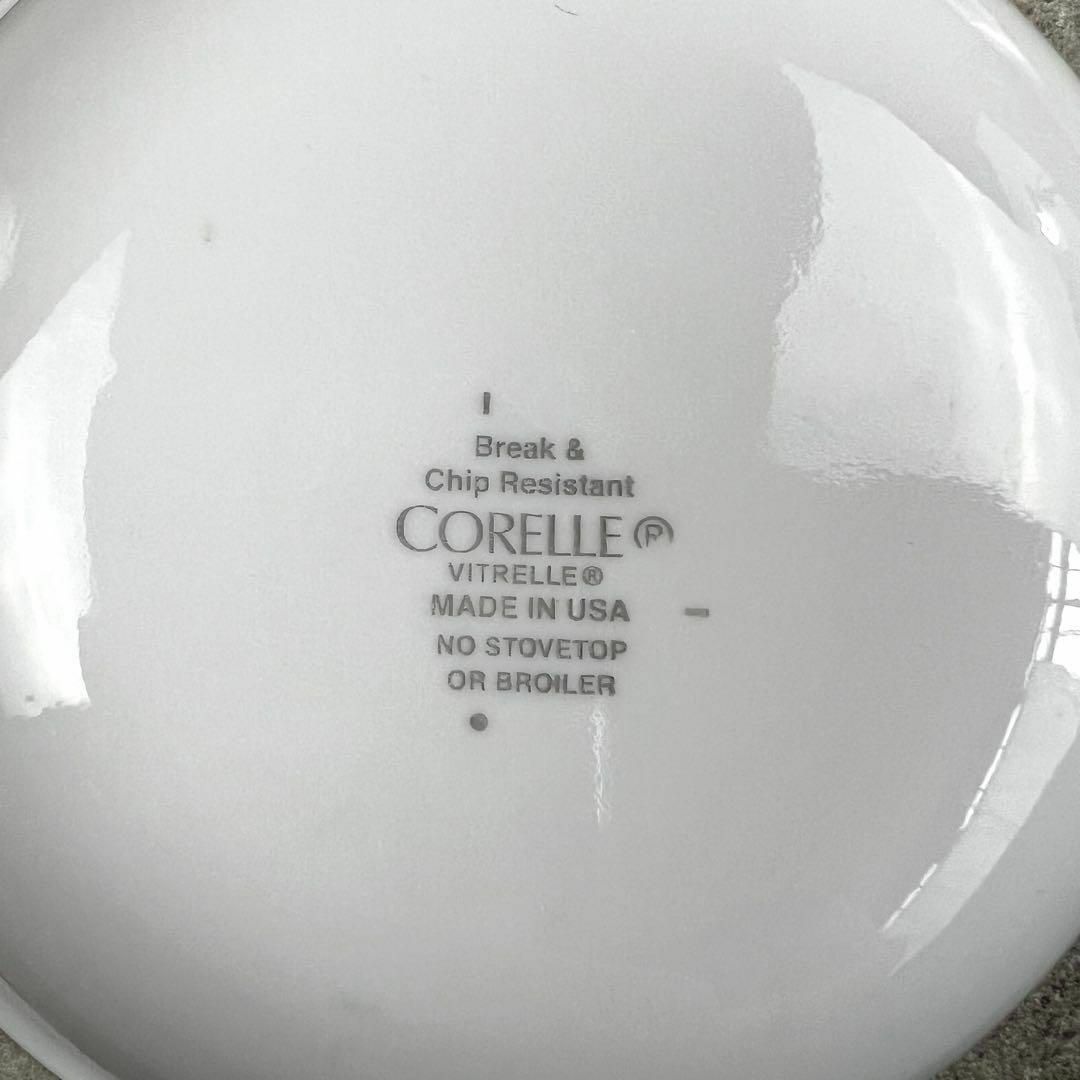 Break &
Chip Resistant
CORELLE®
VITRELLE®
MADE IN USA
NO STOVETOP
OR BROILER